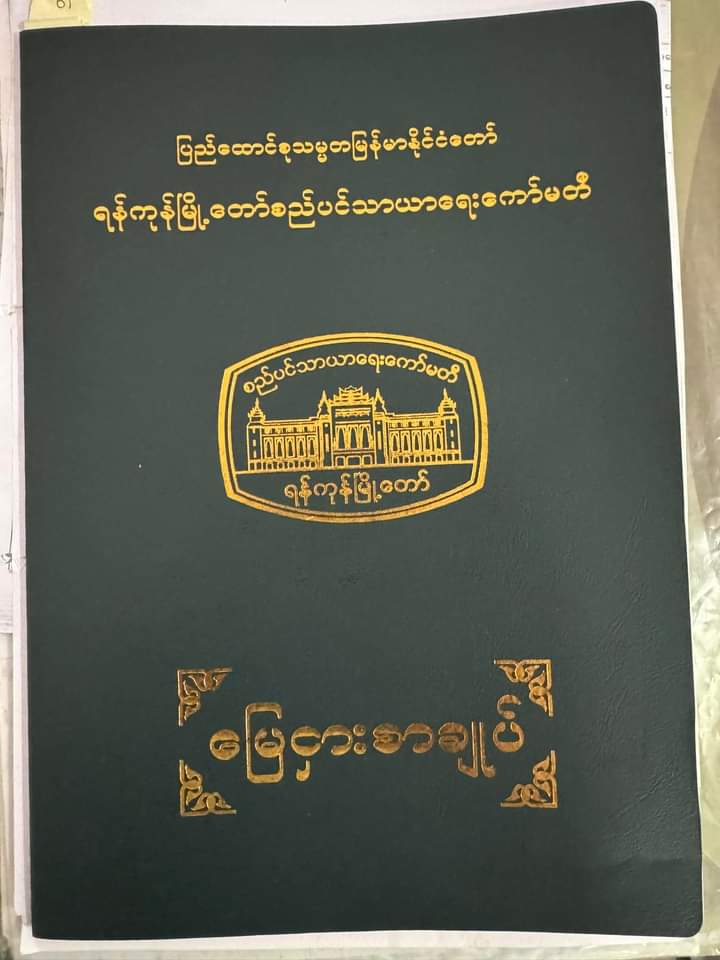 ပြည်ထောင်စုသမ္မတမြန်မာနိုင်ငံတော်
ရန်ကုန်မြို့တော်စည်ပင်သာယာရေးကော်မတီ
စည်ပင်သာယာရေးကော်မတီ
ရန်ကုန်မြို့တော်
မြေငှားစာချုပ်